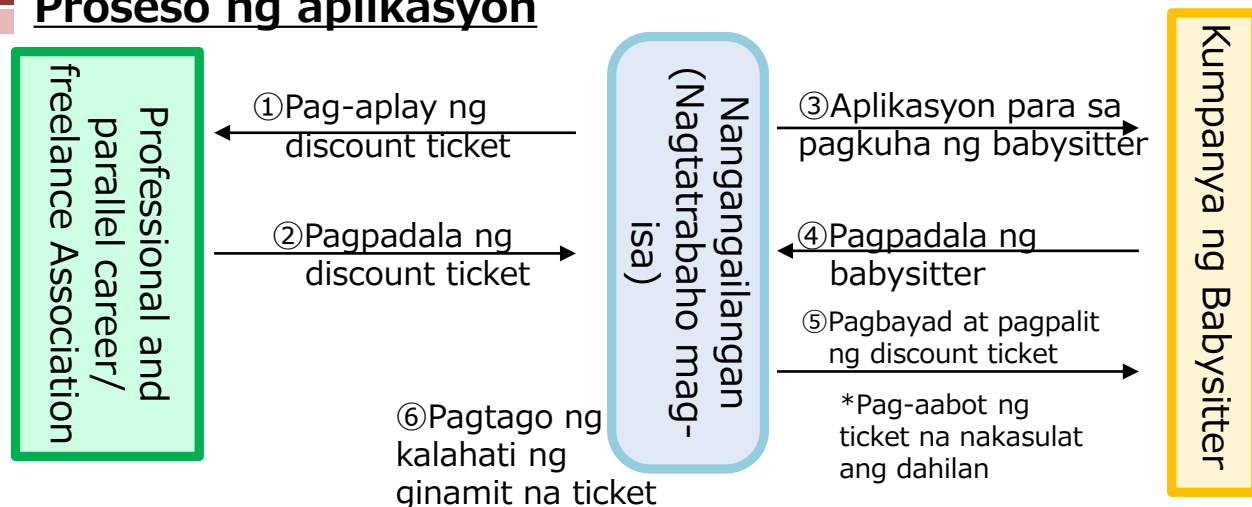 Proseso ng aplikasyon
Professional and
parallel career/
freelance Association
①Pag-aplay ng
discount ticket
②Pagpadala ng
discount ticket
Nangangailangan
(Nagtatrabaho mag-
isa)
③Aplikasyon para sa
pagkuha ng babysitter
④Pagpadala ng
babysitter
⑤Pagbayad at pagpalit
ng discount ticket
*Pag-aabot ng
ticket na nakasulat
ang dahilan
⑥Pagtago ng
kalahati ng
ginamit na ticket
Kumpanya ng Babysitter